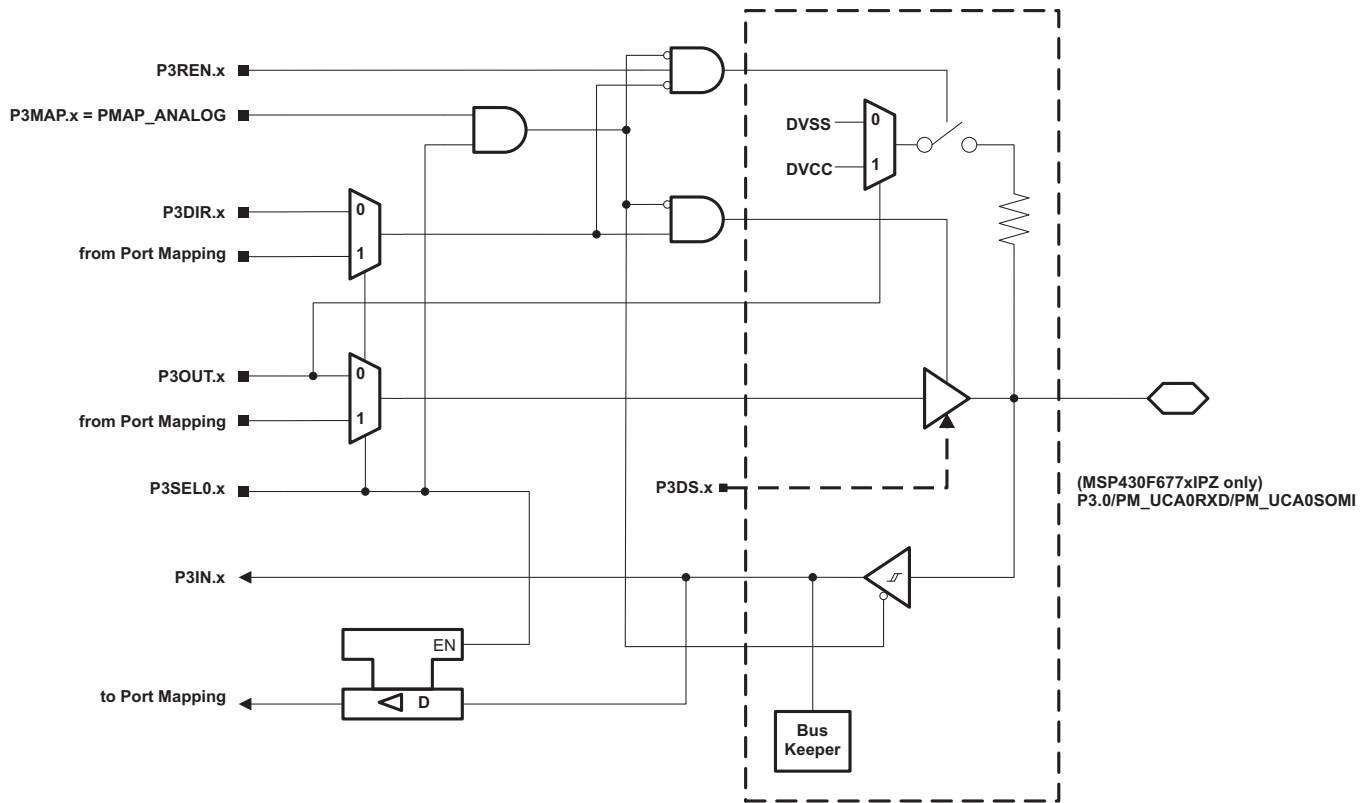 P3REN.x
P3MAP.x = PMAP_ANALOG
DVSS
0
DVCC
1
P3DIR.x
0
from Port Mapping
1
P3OUT.x
0
from Port Mapping
1
P3SEL0.x
P3DS.x
(MSP430F677xIPZ only)
P3.0/PM_UCA0RXD/PM_UCA0SOMI
P3IN.x
EN
to Port Mapping
D
Bus
Keeper